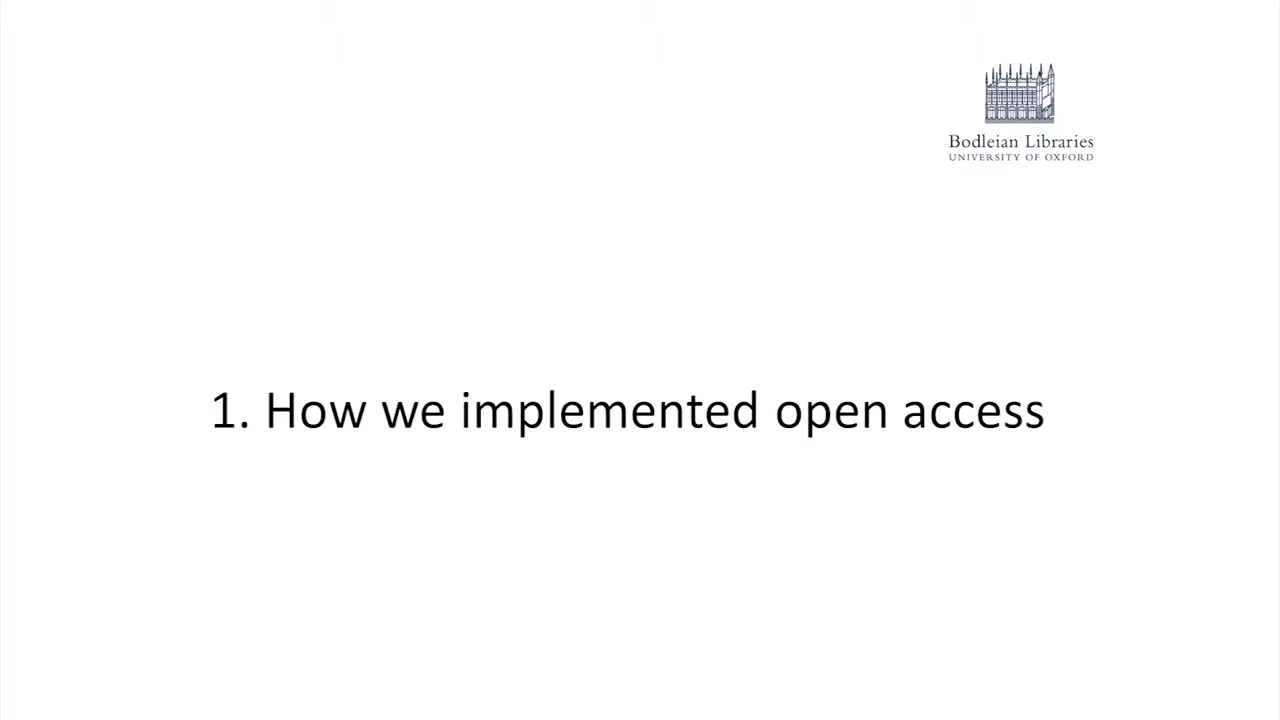 Bodleian Libraries
UNIVERSITY OF OXFORD
1. How we implemented open access